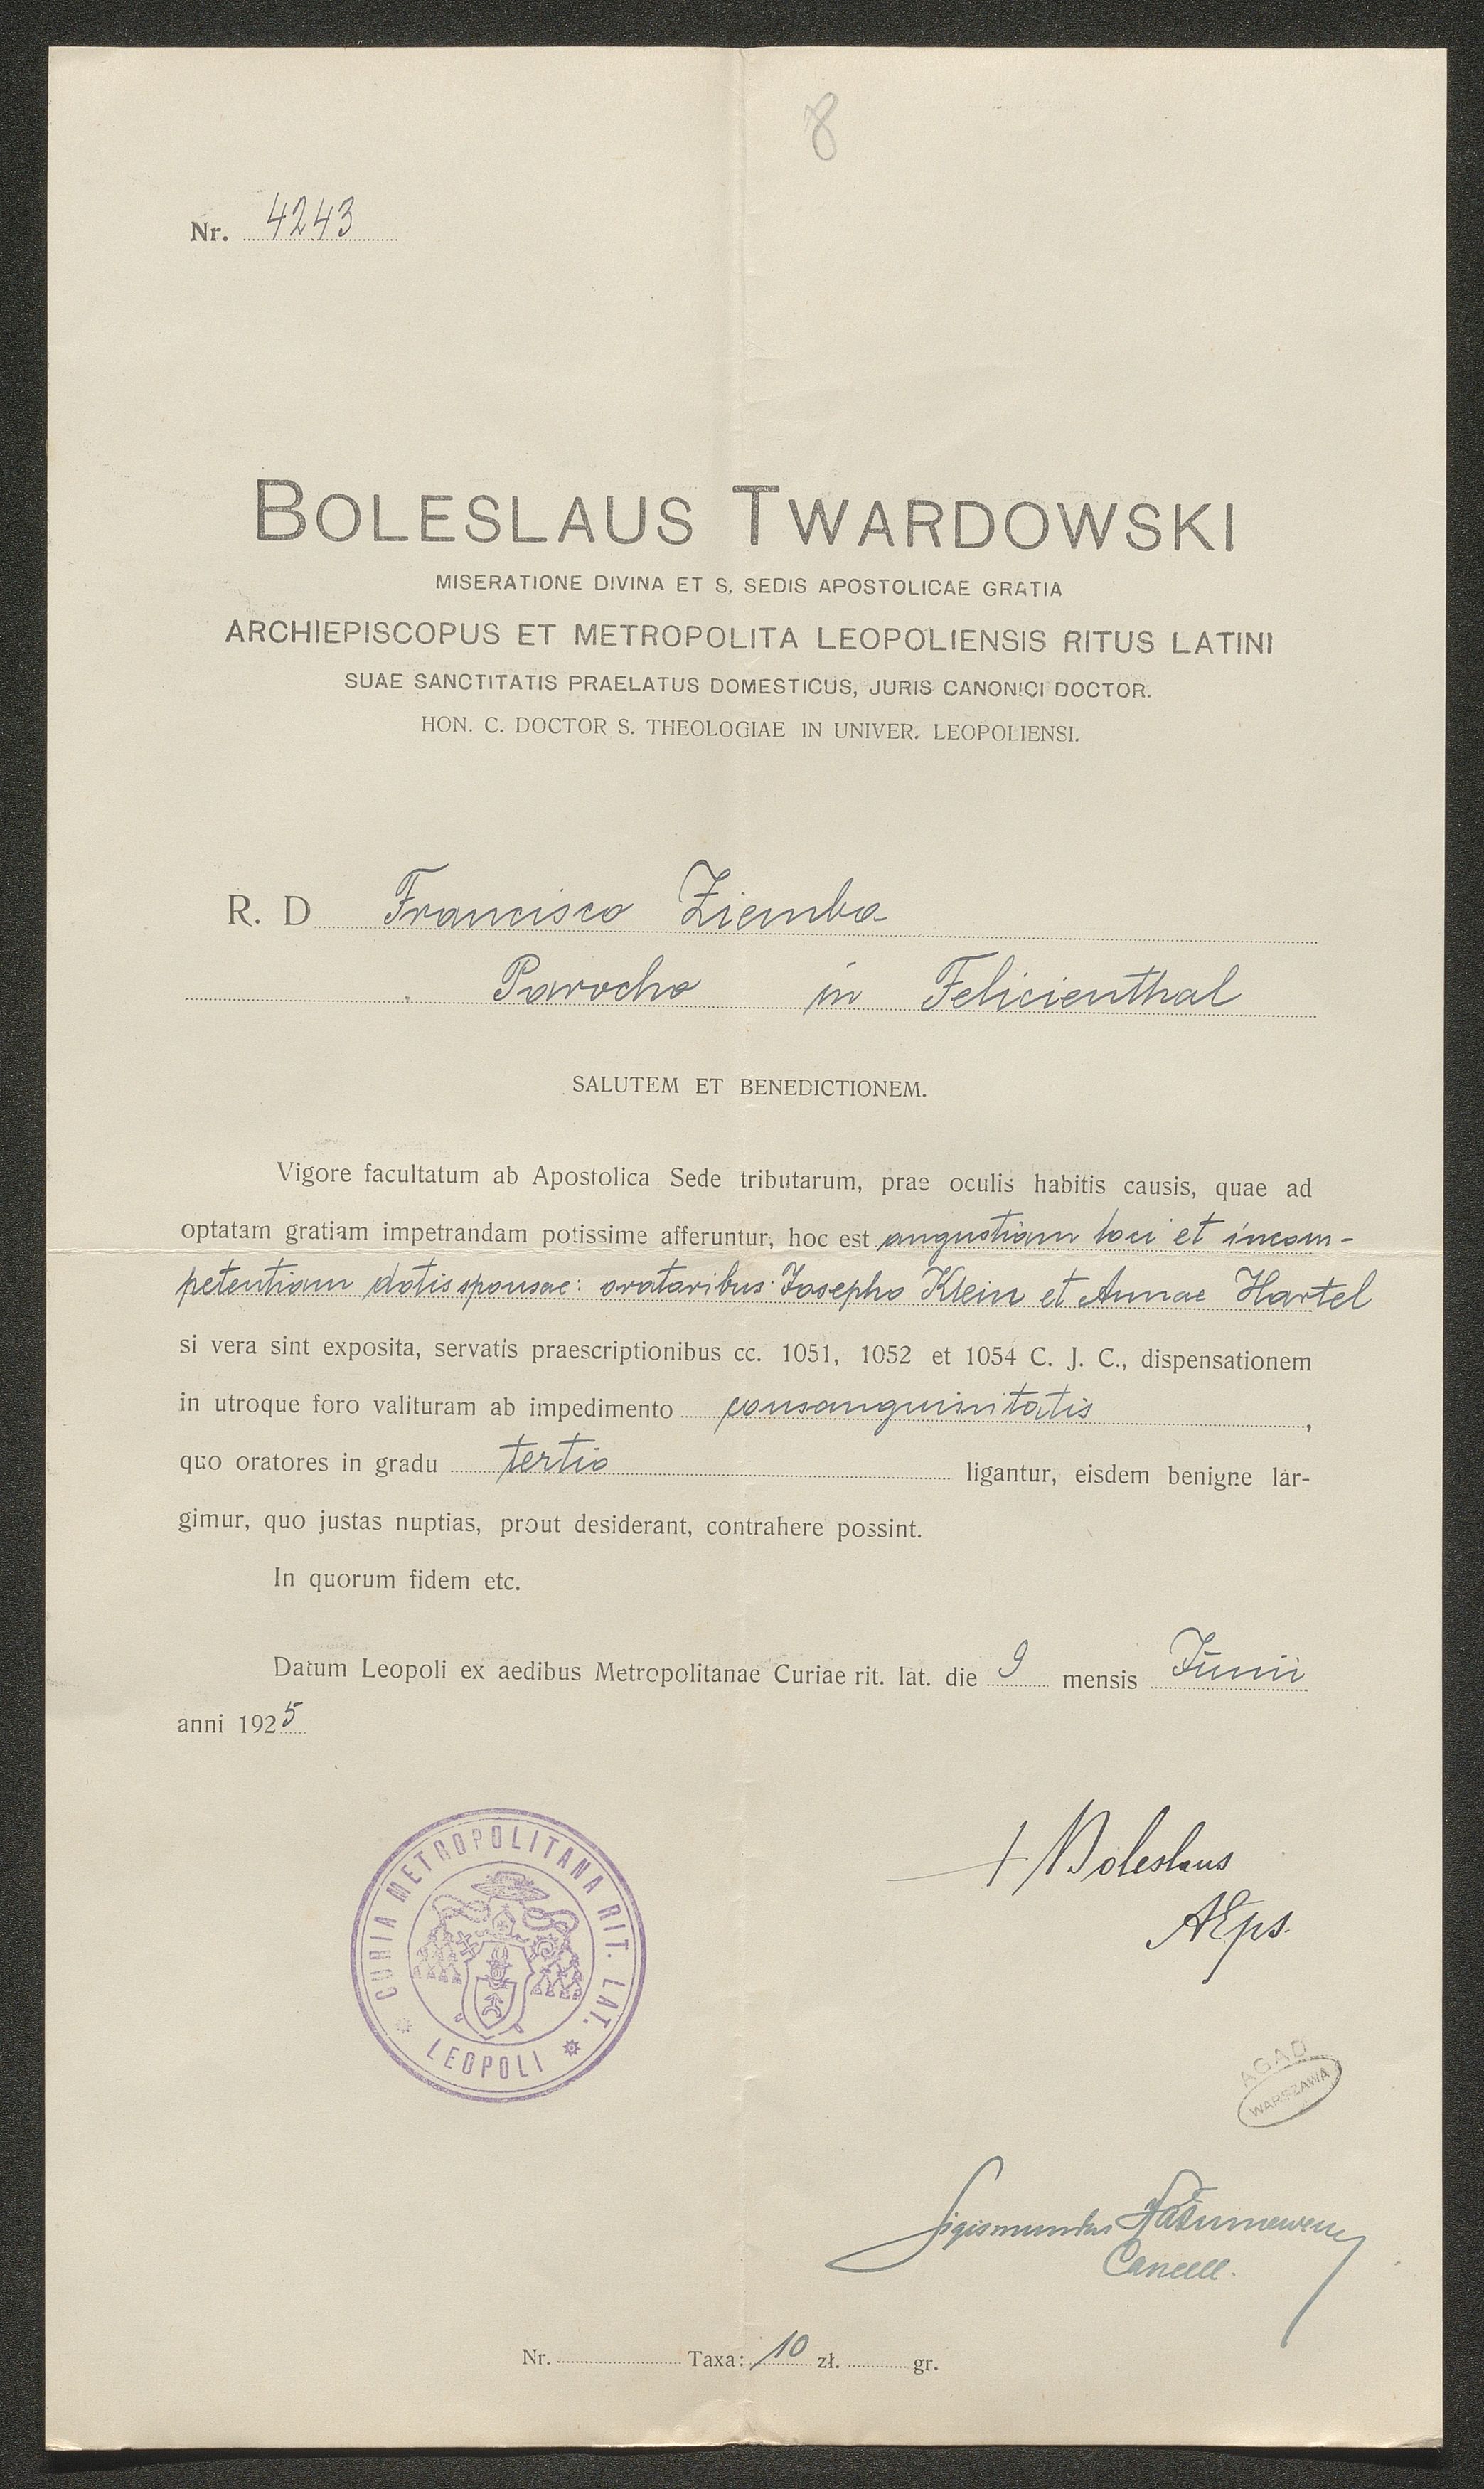 8
Nr. 4243
BOLESLAUS TWARDOWSKI
MISERATIONE DIVINA ET S. SEDIS APOSTOLICAE GRATIA
ARCHIEPISCOPUS ET METROPOLITA LEOPOLIENSIS RITUS LATINI
SUAE SANCTITATIS PRAELATUS DOMESTICUS, JURIS CANONICI DOCTOR.
HON. C. DOCTOR S. THEOLOGIAE IN UNIVER. LEOPOLIENSI.
R. D Francisco Ziemba
Parocho in Felicienthal
SALUTEM ET BENEDICTIONEM.
Vigore facultatum ab Apostolica Sede tributarum, prae oculis habitis causis, quae ad
optatam gratiam impetrandam potissime afferuntur, hoc est angustiam loci et incom-
petentiam dotis sponsae: oratoribus: Josepho Klein et Annae Hartel
si vera sint exposita, servatis praescriptionibus cc. 1051, 1052 et 1054 C. J. C., dispensationem
in utroque foro valituram ab impedimento consanguinitatis,
quo oratores in gradu tertio ligantur, eisdem benigne lar-
gimur, quo justas nuptias, prout desiderant, contrahere possint.
In quorum fidem etc.
Datum Leopoli ex aedibus Metropolitanae Curiae rit. lat. die 9 mensis Junii
anni 1925
CURIA METROPOLITANA RIT. LAT.
LEOPOLI
+ Boleslaus
AEps.
AGAD
WARSZAWA
Sigismundus
Cancell.
Nr. Taxa: 10 zł. gr.